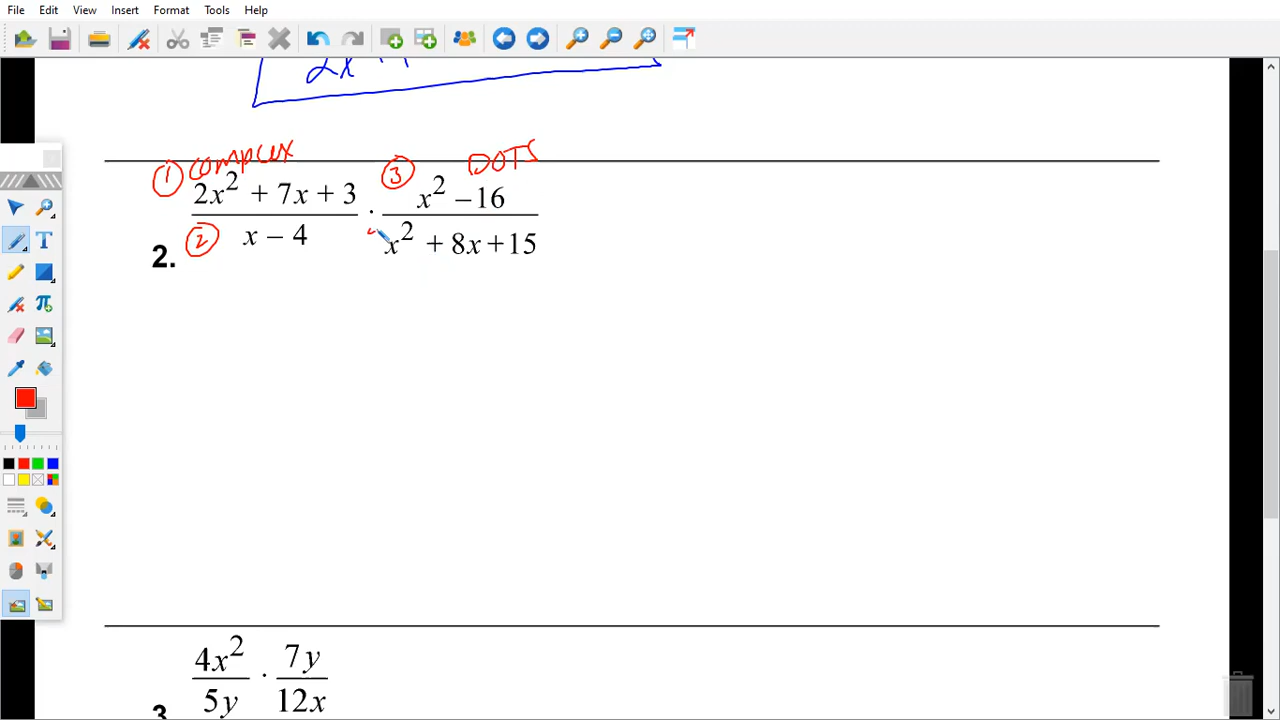 File Edit View Insert Format Tools Help
2x + 
① complex ③ DOTS
2x² + 7x + 3 · x² – 16
② x – 4 x² + 8x + 15
2.
4x² · 7y
5y 12x
3